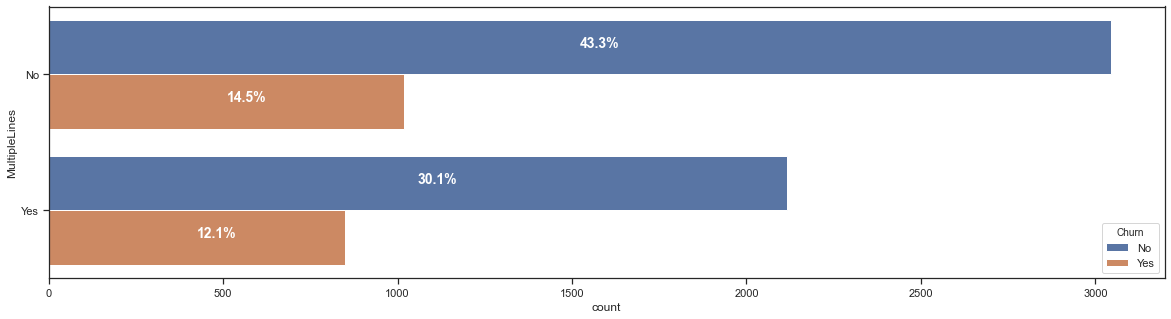 43.3%
No
14.5%
MultipleLines
30.1%
Yes
12.1%
Churn
No
Yes
0 500 1000 1500 2000 2500 3000
count